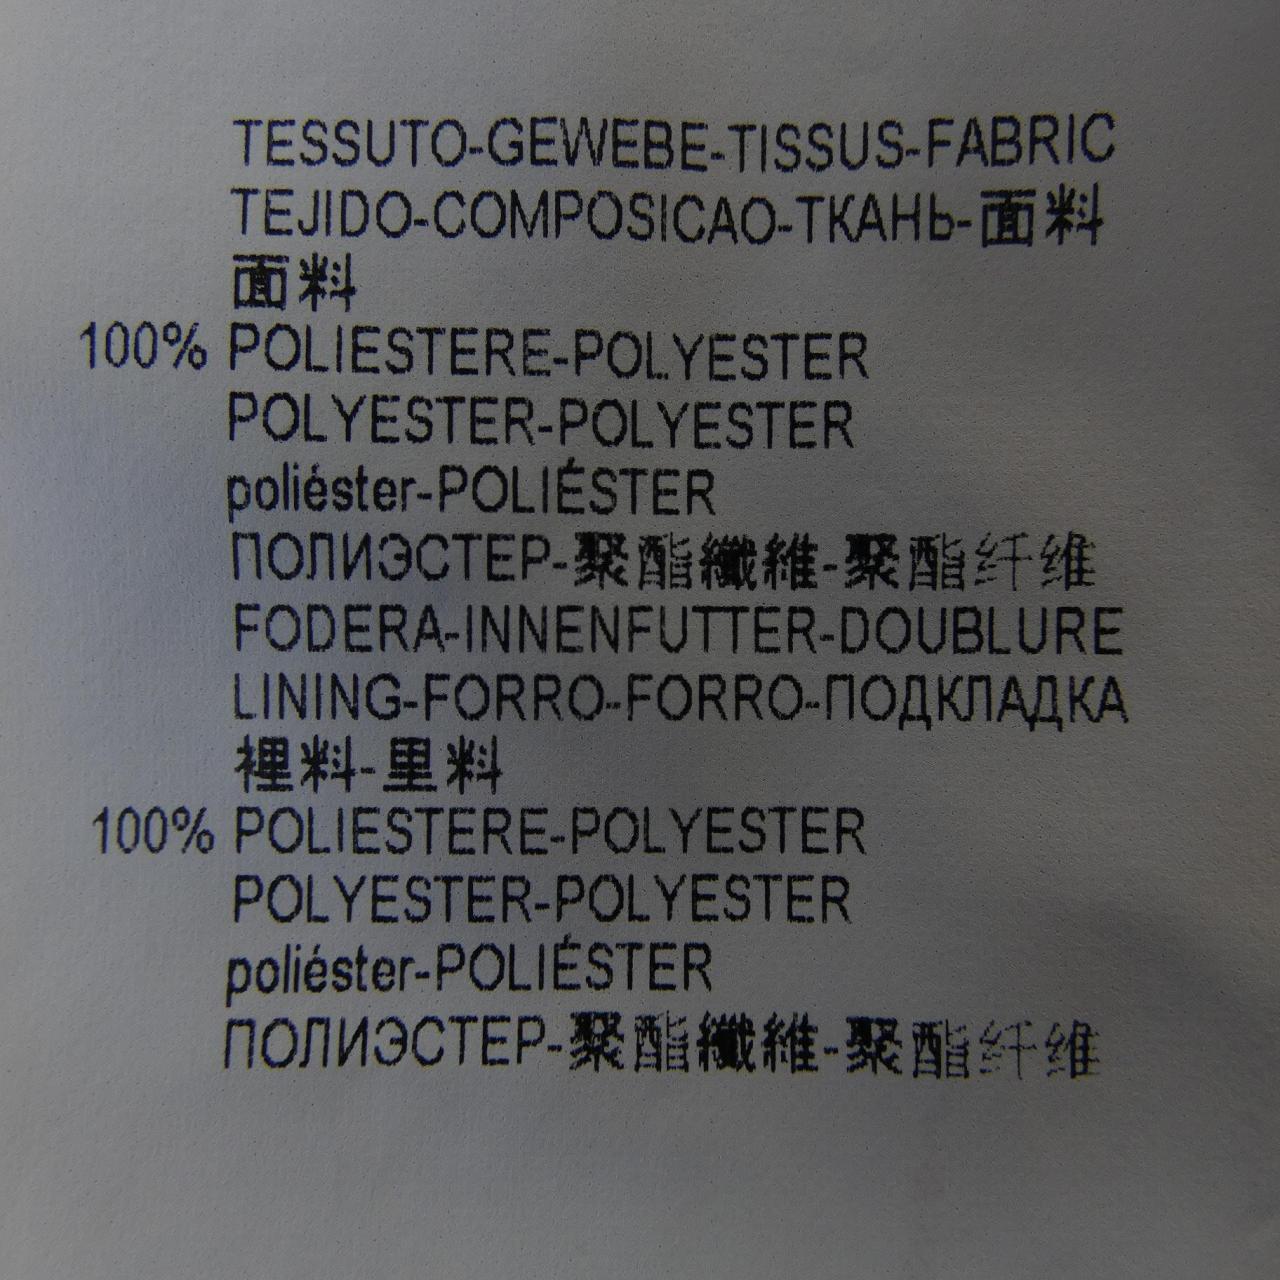 TESSUTO-GEWEBE-TISSUS-FABRIC
TEJIDO-COMPOSICAO-ТКАНЬ-面料
面料
100% POLIESTERE-POLYESTER
POLYESTER-POLYESTER
poliéster-POLIÉSTER
ПОЛИЭСТЕР-聚酯纖維-聚酯纤维
FODERA-INNENFUTTER-DOUBLURE
LINING-FORRO-FORRO-ПОДКЛАДКА
裡料-里料
100% POLIESTERE-POLYESTER
POLYESTER-POLYESTER
poliéster-POLIÉSTER
ПОЛИЭСТЕР-聚酯纖維-聚酯纤维